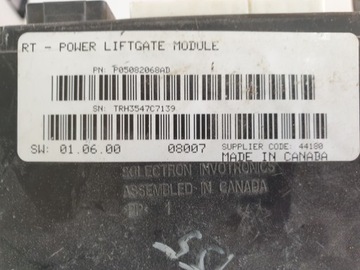 RT - POWER LIFTGATE MODULE
PN: P05082068AD
SN: TRH3547C7139
SW: 01.06.00 08007 SUPPLIER CODE: 44180
MADE IN CANADA
SOLECTRON INVOTRONICS
ASSEMBLED IN CANADA